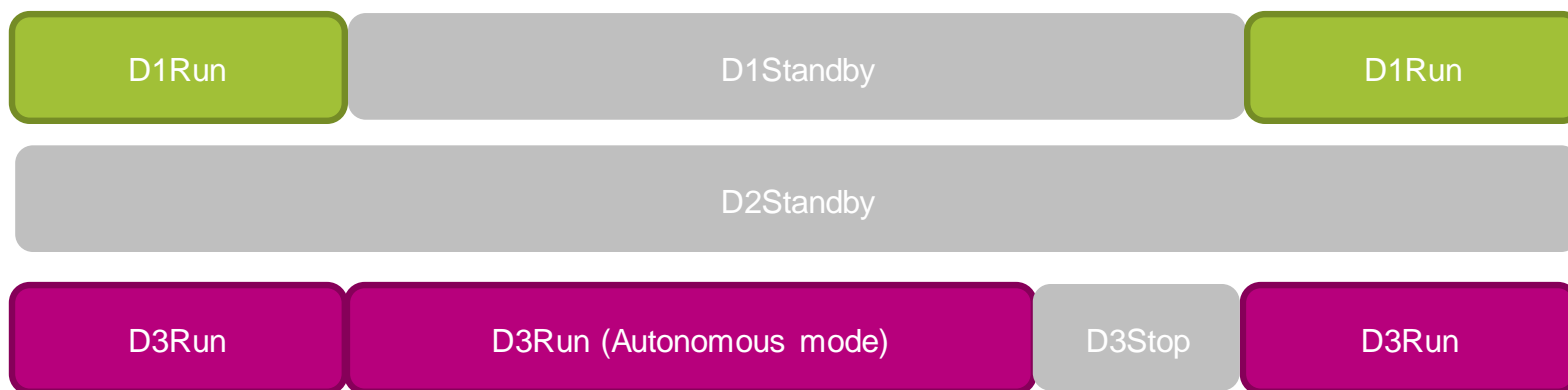 D1Run D1Standby D1Run
D2Standby
D3Run D3Run (Autonomous mode) D3Stop D3Run